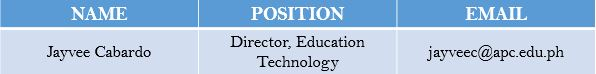 NAME POSITION EMAIL
Jayvee Cabardo Director, Education Technology jayveec@apc.edu.ph